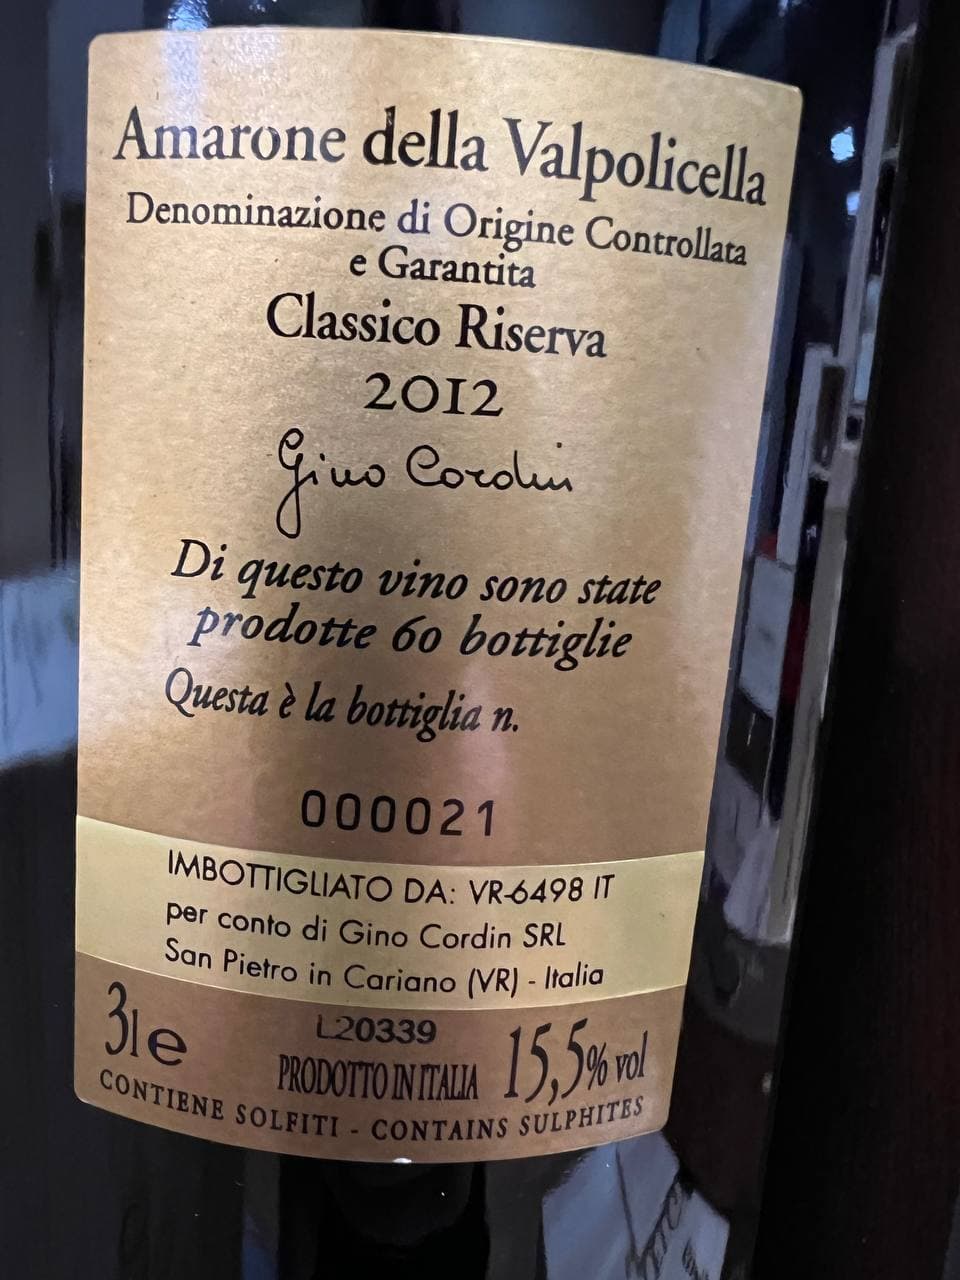 Amarone della Valpolicella
Denominazione di Origine Controllata
e Garantita
Classico Riserva
2012
Gino Cordin
Di questo vino sono state
prodotte 60 bottiglie
Questa è la bottiglia n.
000021
IMBOTTIGLIATO DA: VR-6498 IT
per conto di Gino Cordin SRL
San Pietro in Cariano (VR) - Italia
3l e
L20339
PRODOTTO IN ITALIA
15,5% vol
CONTIENE SOLFITI - CONTAINS SULPHITES